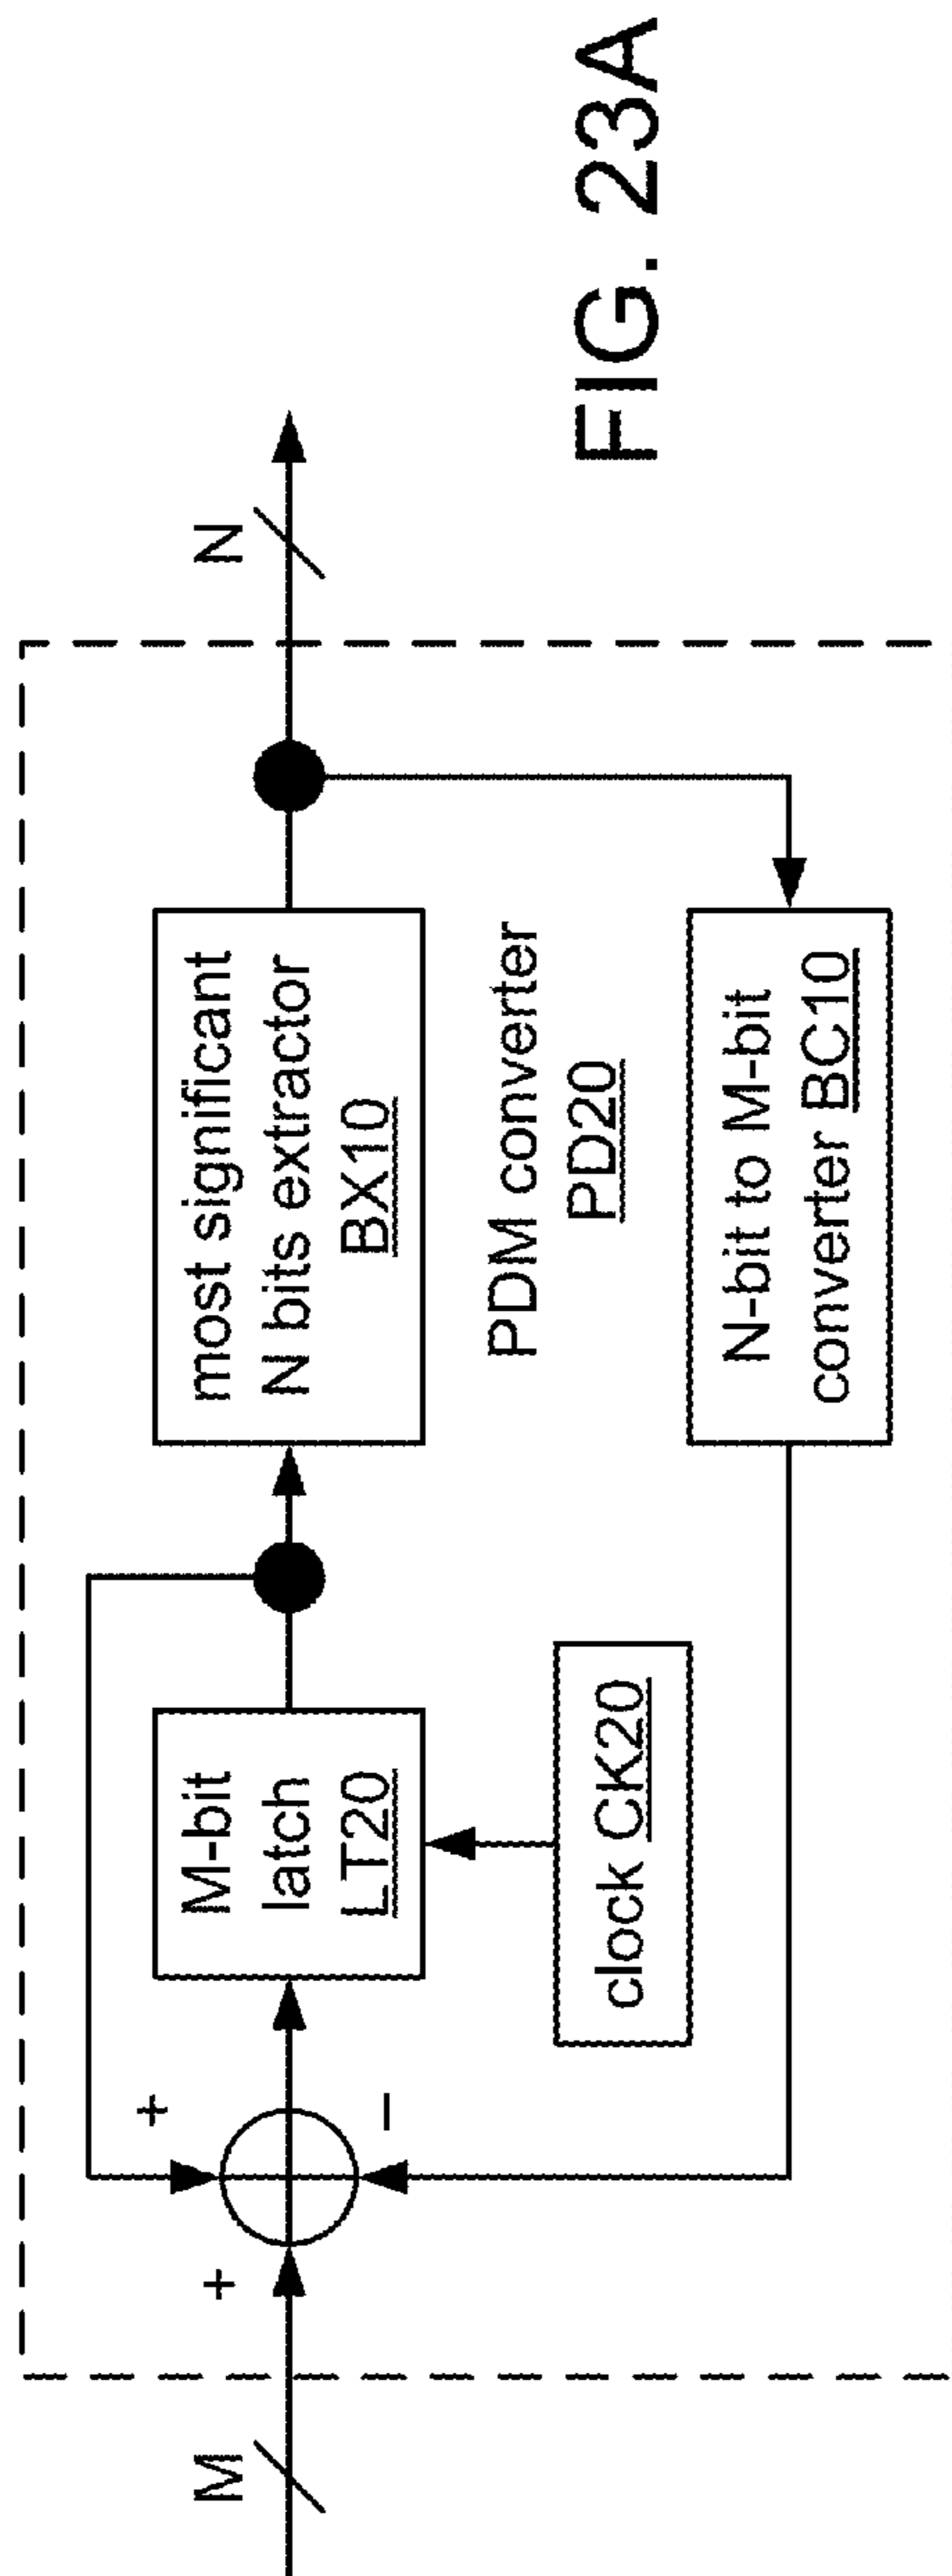 M
+
+
−
M-bit
latch
LT20
clock CK20
most significant
N bits extractor
BX10
PDM converter
PD20
N-bit to M-bit
converter BC10
N
FIG. 23A